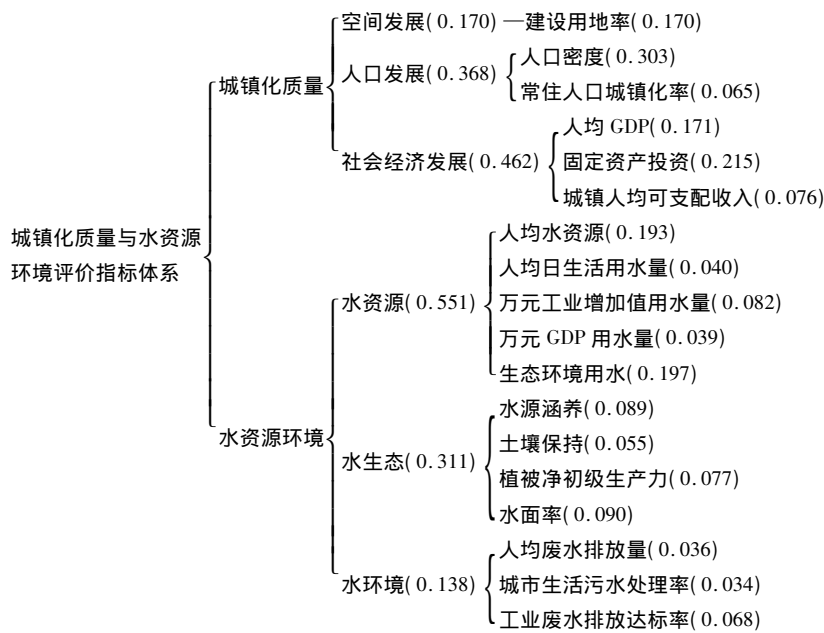 空间发展(0.170)—建设用地率(0.170)
人口密度(0.303)
人口发展(0.368)
城镇化质量
常住人口城镇化率(0.065)
人均 GDP(0.171)
社会经济发展(0.462)
固定资产投资(0.215)
城镇人均可支配收入(0.076)
城镇化质量与水资源
环境评价指标体系
人均水资源(0.193)
人均日生活用水量(0.040)
水资源(0.551)
万元工业增加值用水量(0.082)
万元 GDP 用水量(0.039)
生态环境用水(0.197)
水资源环境
水源涵养(0.089)
土壤保持(0.055)
水生态(0.311)
植被净初级生产力(0.077)
水面率(0.090)
人均废水排放量(0.036)
水环境(0.138)
城市生活污水处理率(0.034)
工业废水排放达标率(0.068)